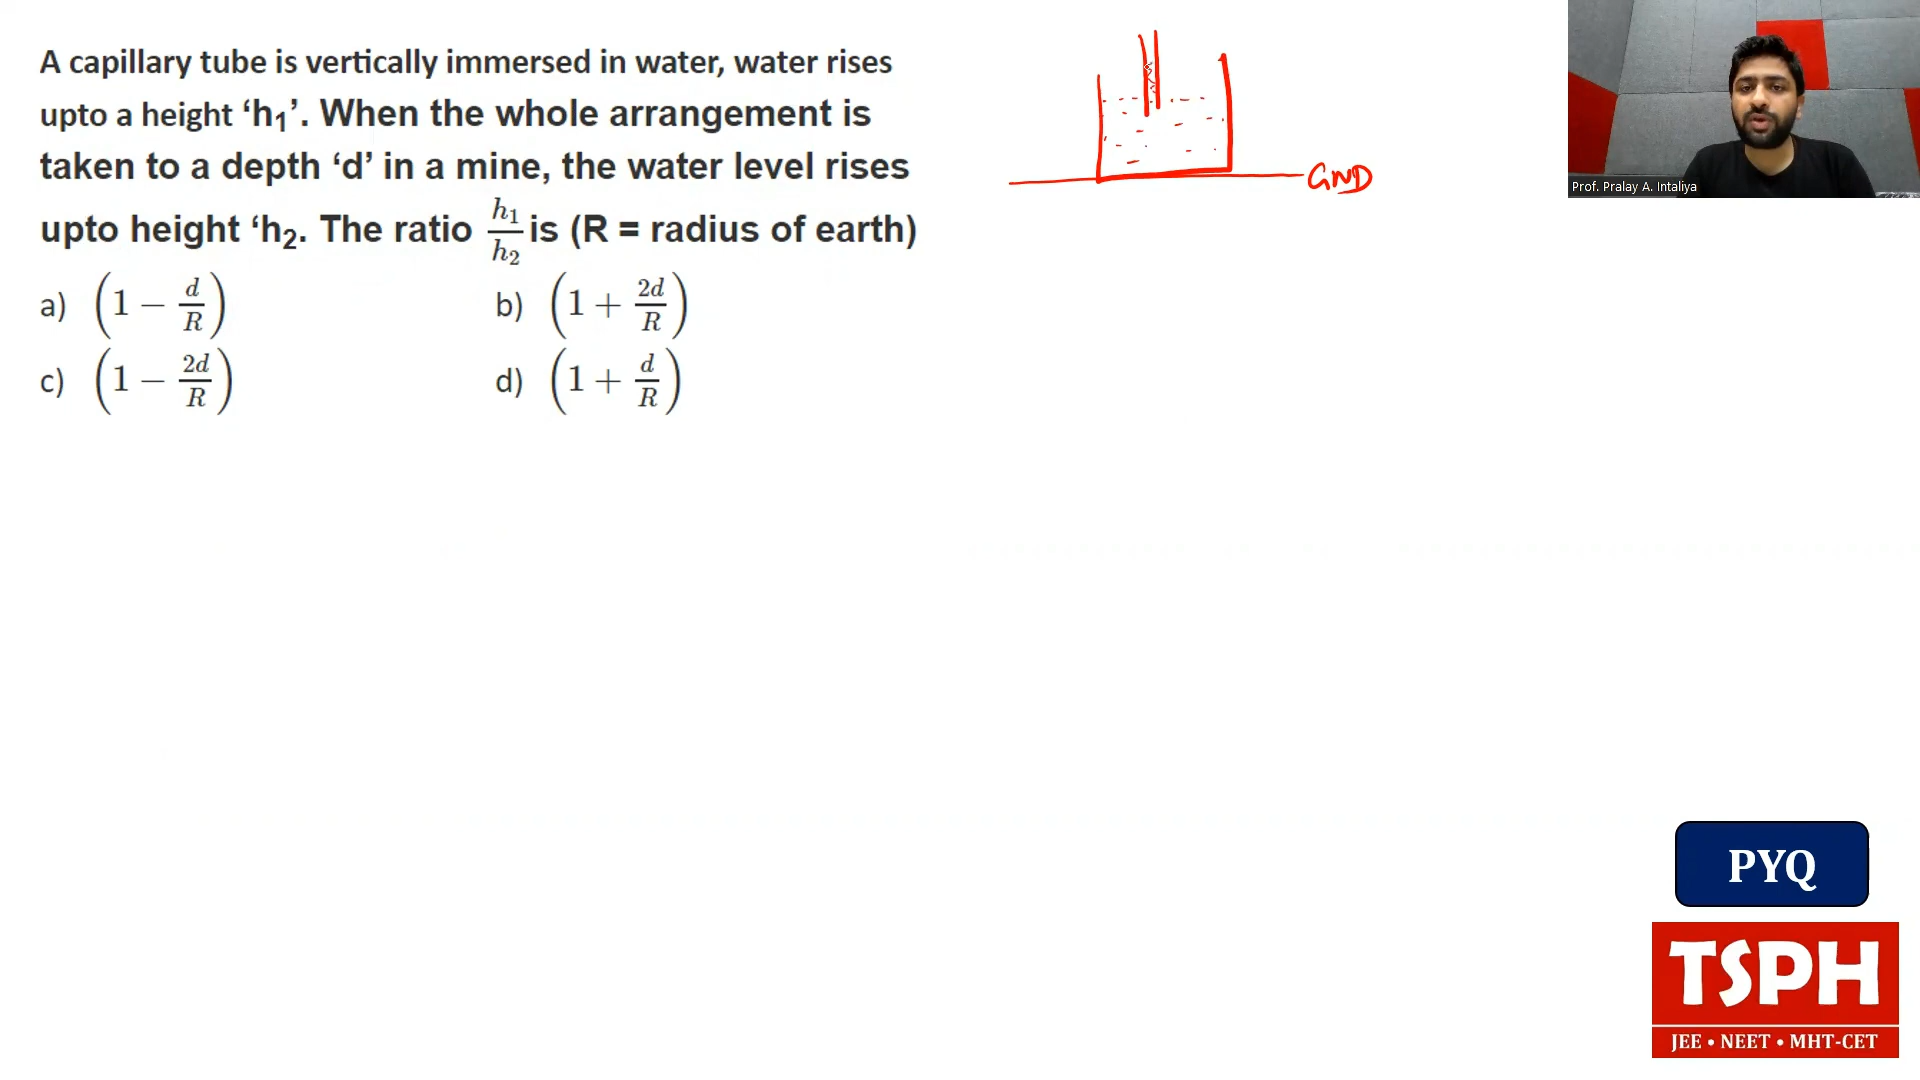 A capillary tube is vertically immersed in water, water rises
upto a height ‘h₁’. When the whole arrangement is
taken to a depth ‘d’ in a mine, the water level rises
upto height ‘h₂. The ratio h₁/h₂ is (R = radius of earth)
a) (1 − d/R) b) (1 + 2d/R)
c) (1 − 2d/R) d) (1 + d/R)
GND
Prof. Pralay A. Intaliya
PYQ
TSPH
JEE • NEET • MHT-CET